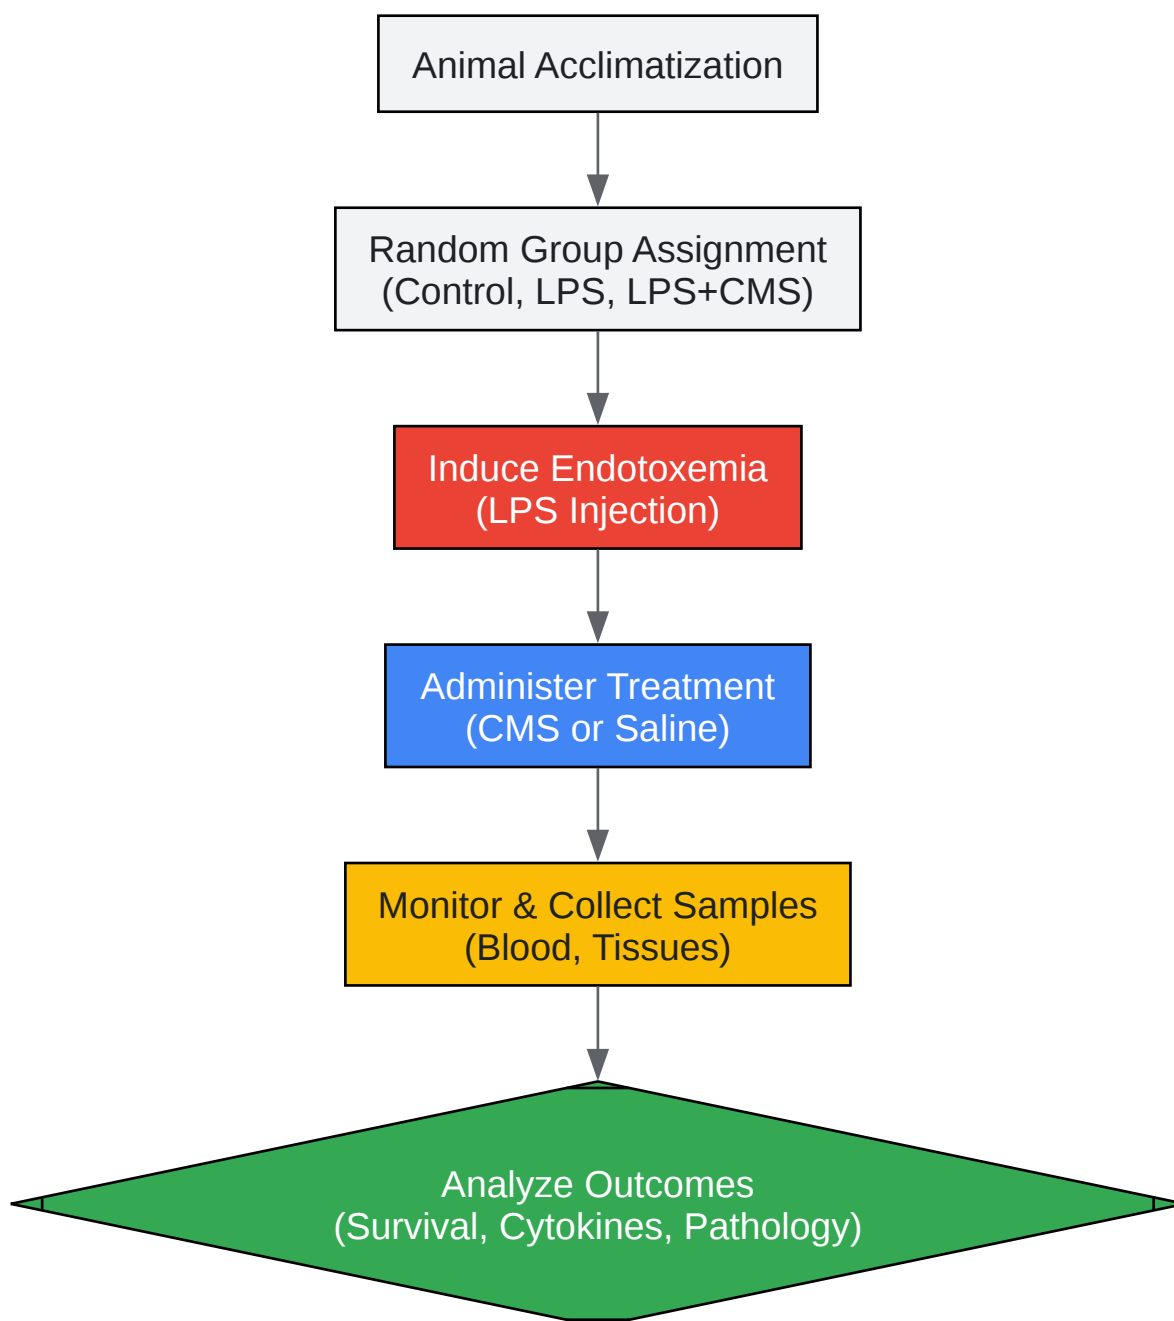 Animal Acclimatization
Random Group Assignment
(Control, LPS, LPS+CMS)
Induce Endotoxemia
(LPS Injection)
Administer Treatment
(CMS or Saline)
Monitor & Collect Samples
(Blood, Tissues)
Analyze Outcomes
(Survival, Cytokines, Pathology)